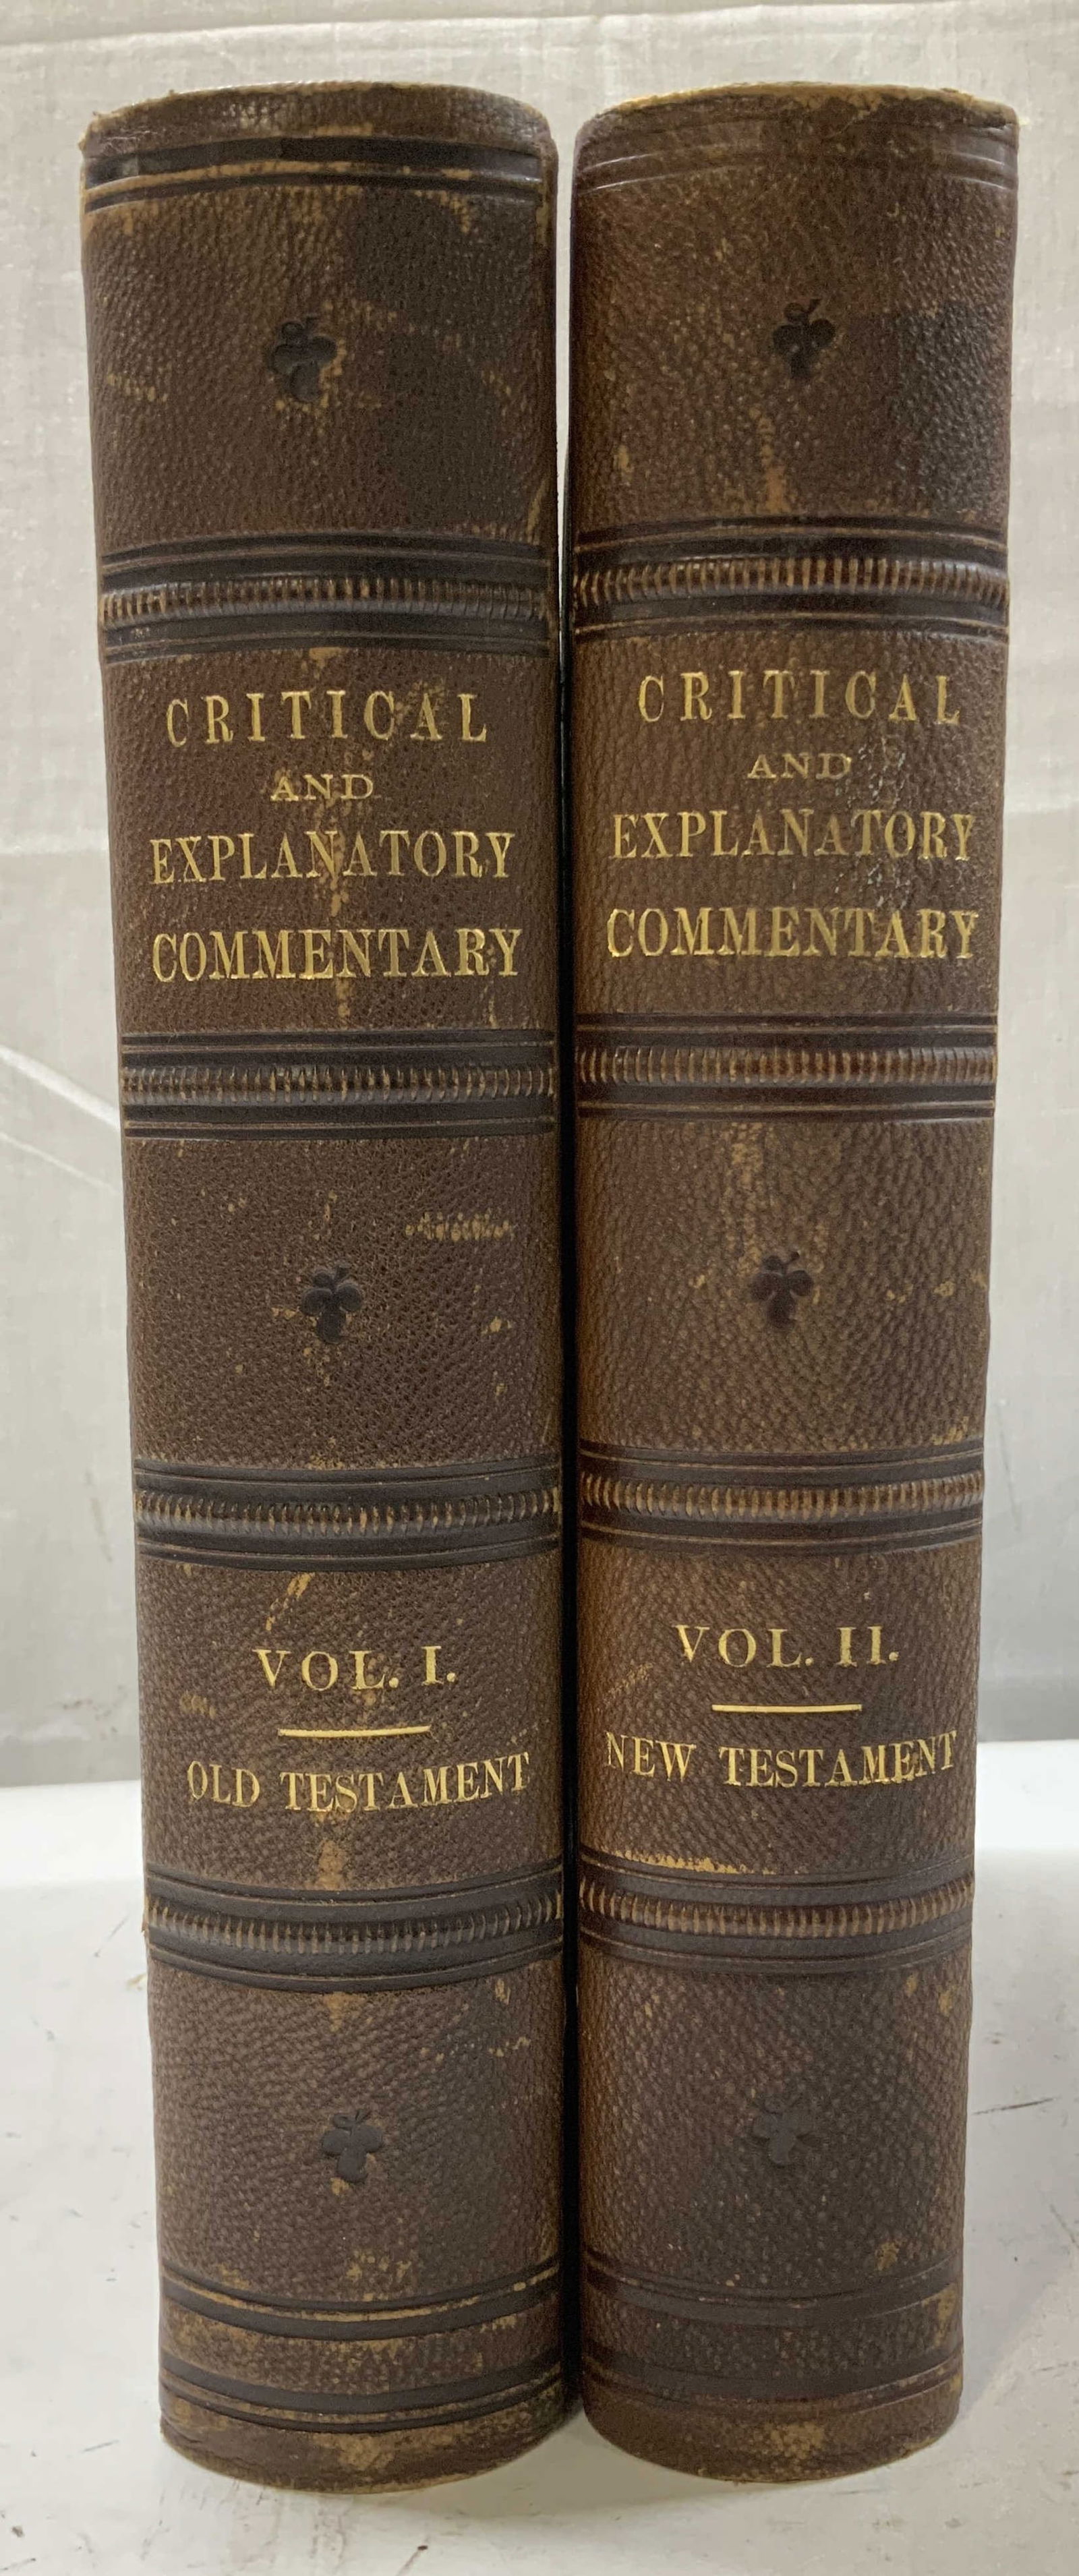 CRITICAL
AND
EXPLANATORY
COMMENTARY
VOL. I.
OLD TESTAMENT
CRITICAL
AND
EXPLANATORY
COMMENTARY
VOL. II.
NEW TESTAMENT